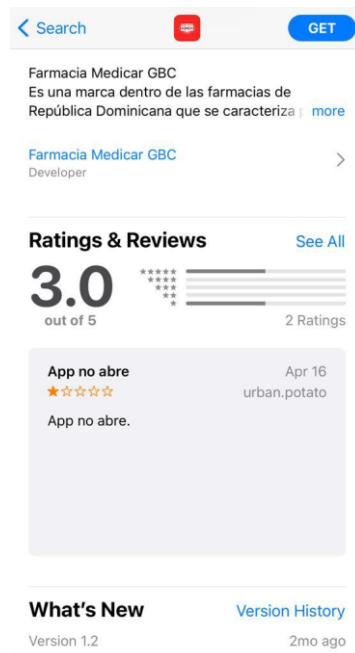 Search
GET
Farmacia Medicar GBC
Es una marca dentro de las farmacias de
República Dominicana que se caracteriza more
Farmacia Medicar GBC
Developer
Ratings & Reviews
See All
3.0
out of 5
2 Ratings
App no abre
Apr 16
urban.potato
App no abre.
What's New
Version History
Version 1.2
2mo ago